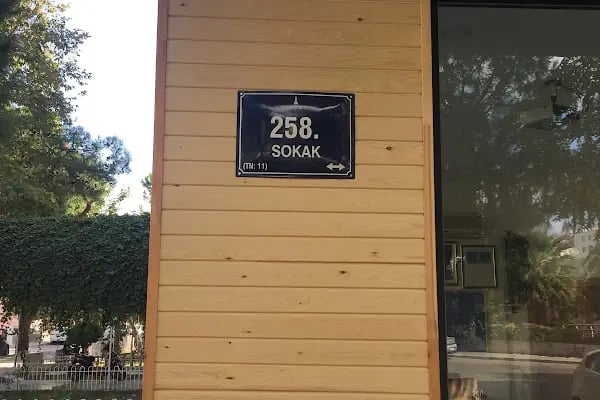 258.
SOKAK
(TN: 11)